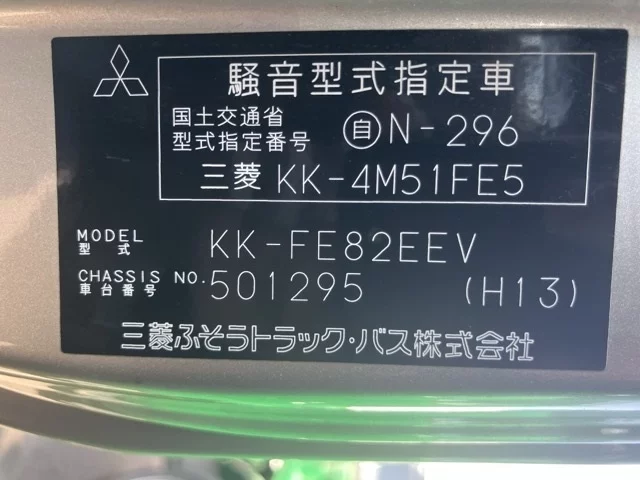 騒音型式指定車
国土交通省
型式指定番号 自N-296
三菱 KK-4M51FE5
MODEL
型式 KK-FE82EEV
CHASSIS NO.
車台番号 501295 (H13)
三菱ふそうトラック・バス株式会社